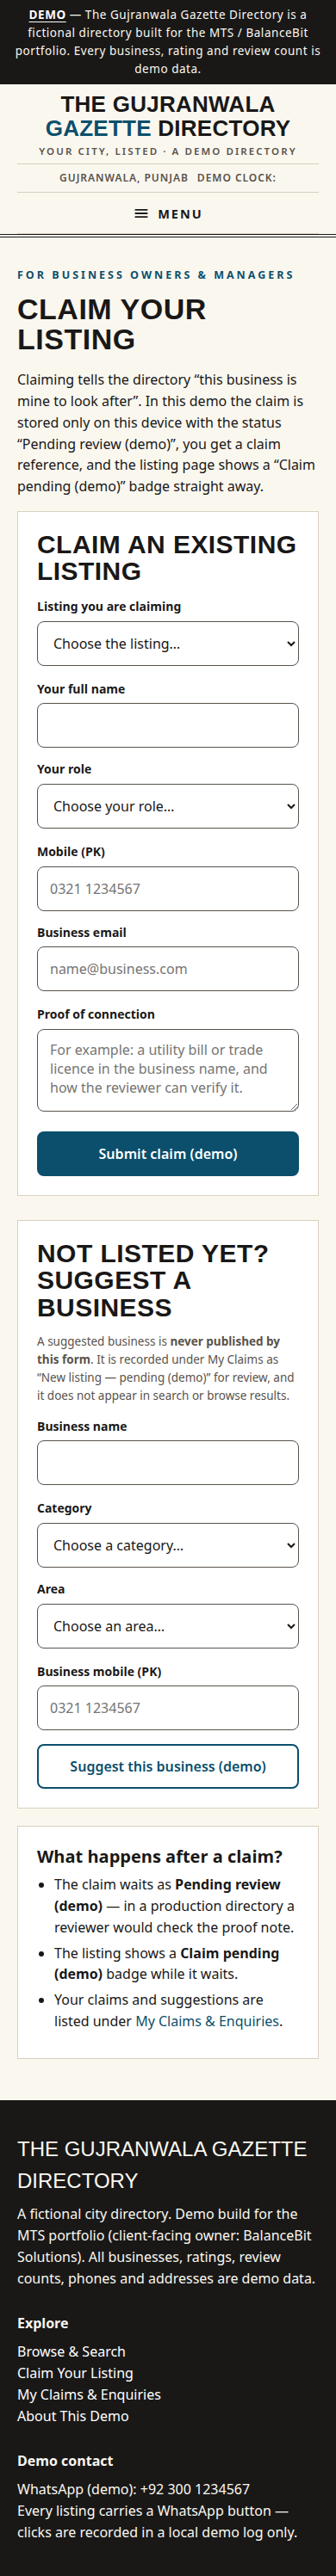 DEMO — The Gujranwala Gazette Directory is a
fictional directory built for the MTS / BalanceBit
portfolio. Every business, rating and review count is
demo data.
THE GUJRANWALA
GAZETTE DIRECTORY
YOUR CITY, LISTED · A DEMO DIRECTORY
GUJRANWALA, PUNJAB DEMO CLOCK:
≡ MENU
FOR BUSINESS OWNERS & MANAGERS
CLAIM YOUR
LISTING
Claiming tells the directory “this business is
mine to look after”. In this demo the claim is
stored only on this device with the status
“Pending review (demo)”, you get a claim
reference, and the listing page shows a “Claim
pending (demo)” badge straight away.
CLAIM AN EXISTING
LISTING
Listing you are claiming
Choose the listing...
Your full name
Your role
Choose your role...
Mobile (PK)
0321 1234567
Business email
name@business.com
Proof of connection
For example: a utility bill or trade
licence in the business name, and
how the reviewer can verify it.
Submit claim (demo)
NOT LISTED YET?
SUGGEST A
BUSINESS
A suggested business is never published by
this form. It is recorded under My Claims as
“New listing — pending (demo)” for review, and
it does not appear in search or browse results.
Business name
Category
Choose a category...
Area
Choose an area...
Business mobile (PK)
0321 1234567
Suggest this business (demo)
What happens after a claim?
• The claim waits as Pending review
(demo) — in a production directory a
reviewer would check the proof note.
• The listing shows a Claim pending
(demo) badge while it waits.
• Your claims and suggestions are
listed under My Claims & Enquiries.
THE GUJRANWALA GAZETTE
DIRECTORY
A fictional city directory. Demo build for the
MTS portfolio (client-facing owner: BalanceBit
Solutions). All businesses, ratings, review
counts, phones and addresses are demo data.
Explore
Browse & Search
Claim Your Listing
My Claims & Enquiries
About This Demo
Demo contact
WhatsApp (demo): +92 300 1234567
Every listing carries a WhatsApp button —
clicks are recorded in a local demo log only.